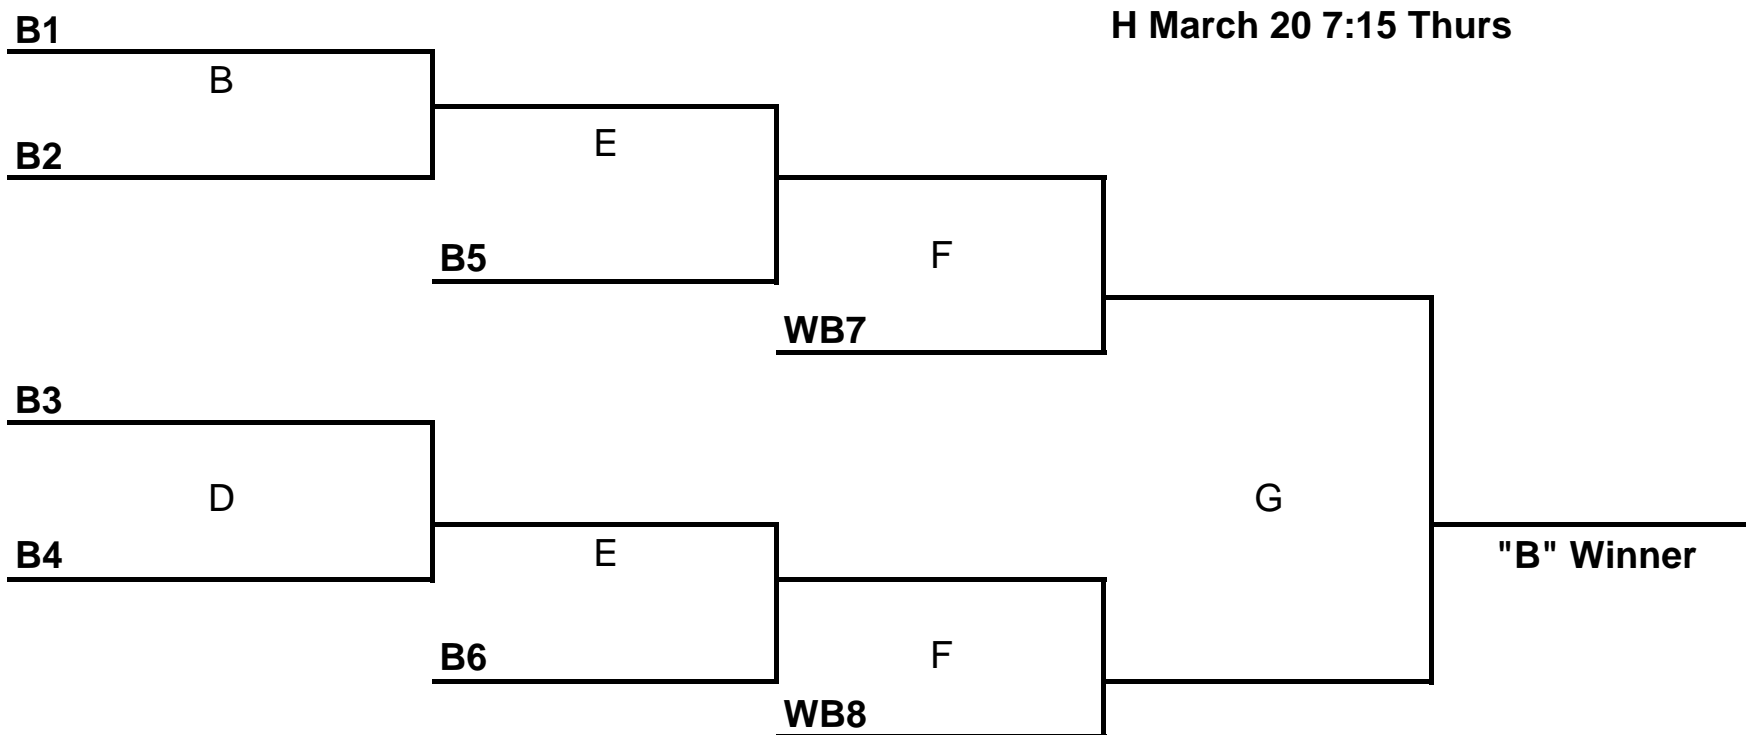 H March 20 7:15 Thurs
B1
B
B2
E
B5
F
WB7
B3
D
G
B4
E
"B" Winner
B6
F
WB8